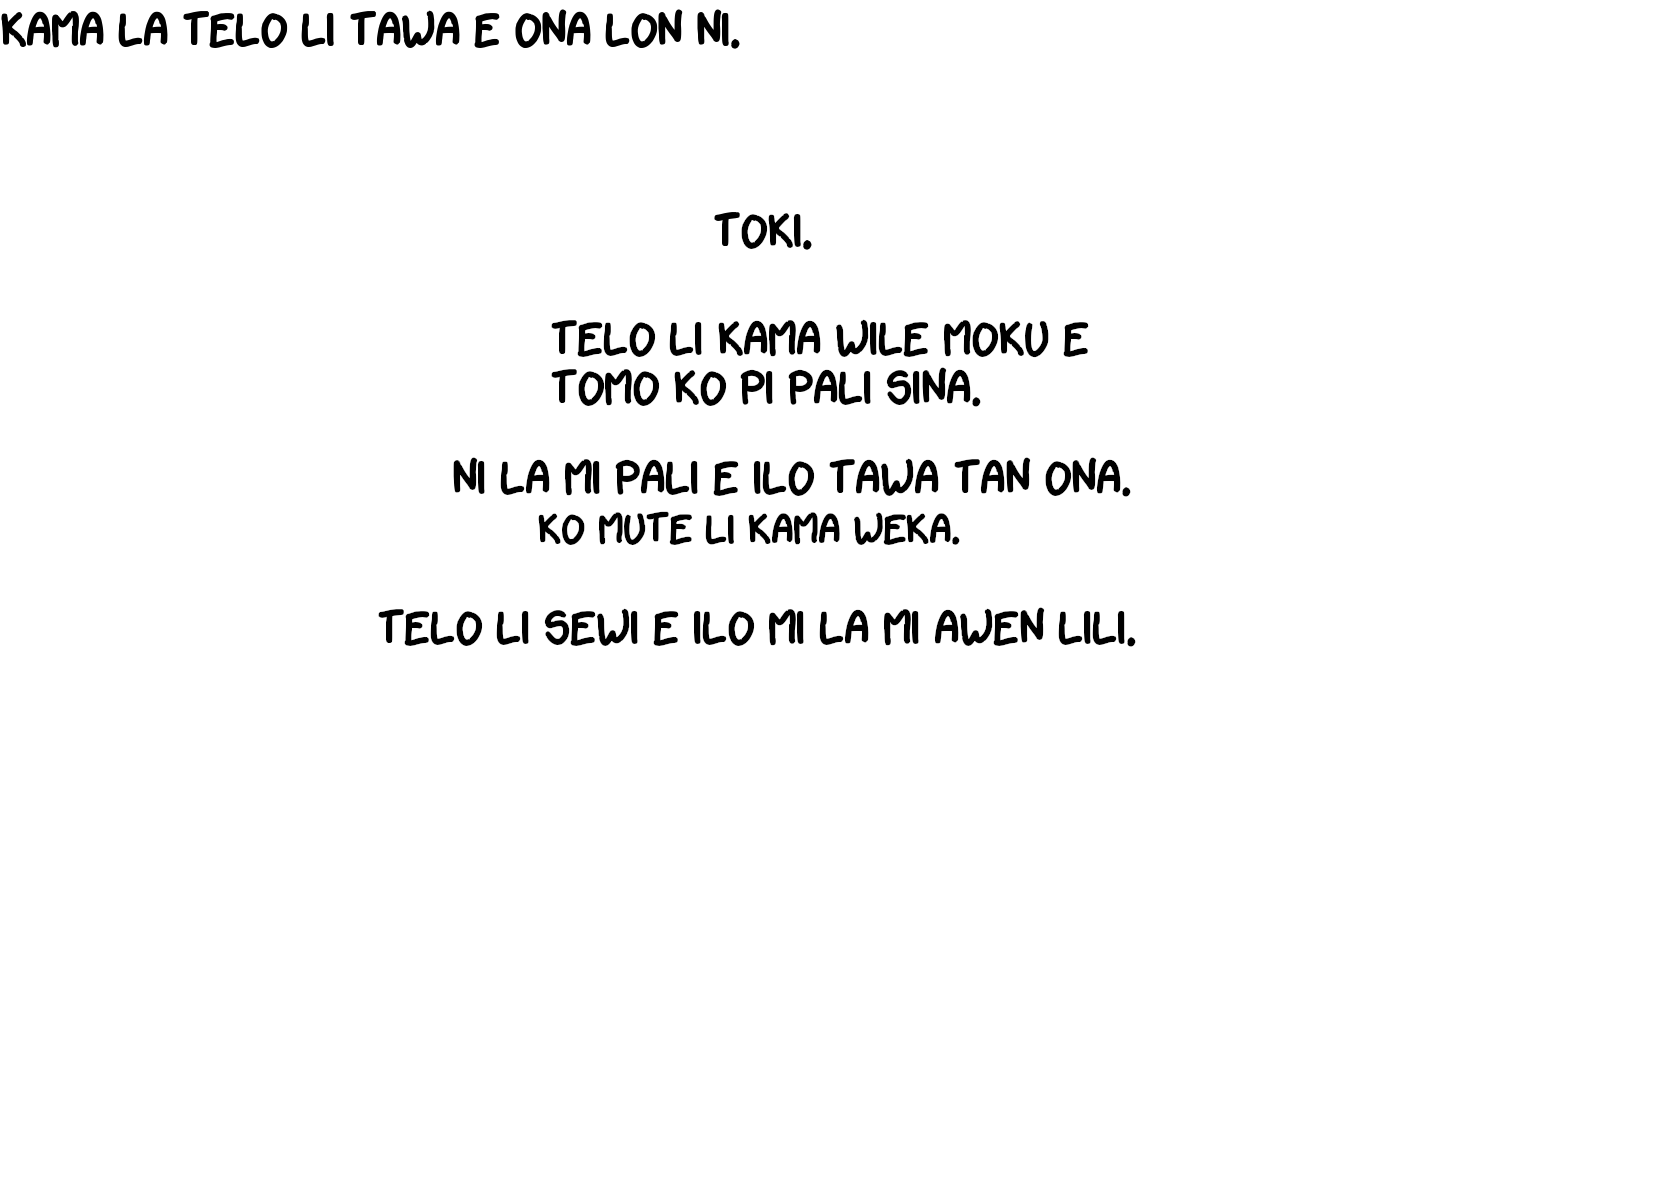 KAMA LA TELO LI TAWA E ONA LON NI.
TOKI.
TELO LI KAMA WILE MOKU E
TOMO KO PI PALI SINA.
NI LA MI PALI E ILO TAWA TAN ONA.
KO MUTE LI KAMA WEKA.
TELO LI SEWI E ILO MI LA MI AWEN LILI.